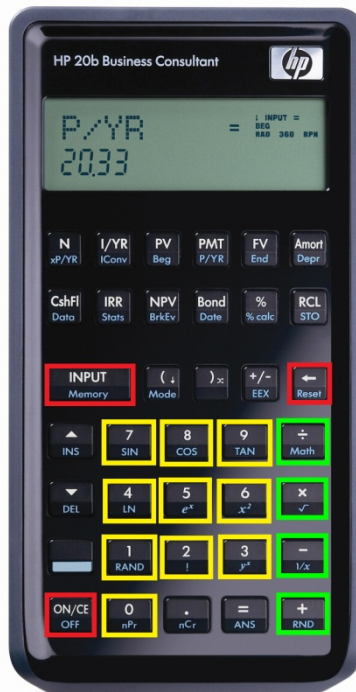 HP 20b Business Consultant
hp
P/YR = ↓ INPUT =
BEG
RAD 360 RPN
20.33
N I/YR PV PMT FV Amort
xP/YR IConv Beg P/YR End Depr
CshFl IRR NPV Bond % RCL
Data Stats BrkEv Date % calc STO
INPUT (↓ )x +/- ←
Memory Mode EEX Reset
▲ 7 8 9 ÷
INS SIN COS TAN Math
▼ 4 5 6 ×
DEL LN eˣ x² √
1 2 3 −
RAND ! yˣ 1/x
ON/CE 0 . = +
OFF nPr nCr ANS RND